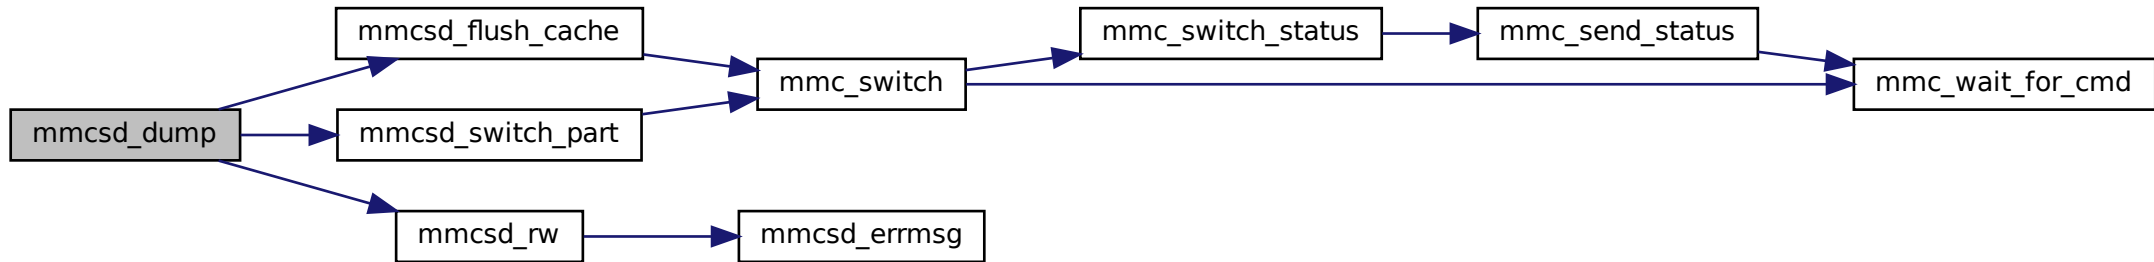 mmcsd_dump
mmcsd_flush_cache
mmcsd_switch_part
mmcsd_rw
mmc_switch
mmcsd_errmsg
mmc_switch_status
mmc_send_status
mmc_wait_for_cmd